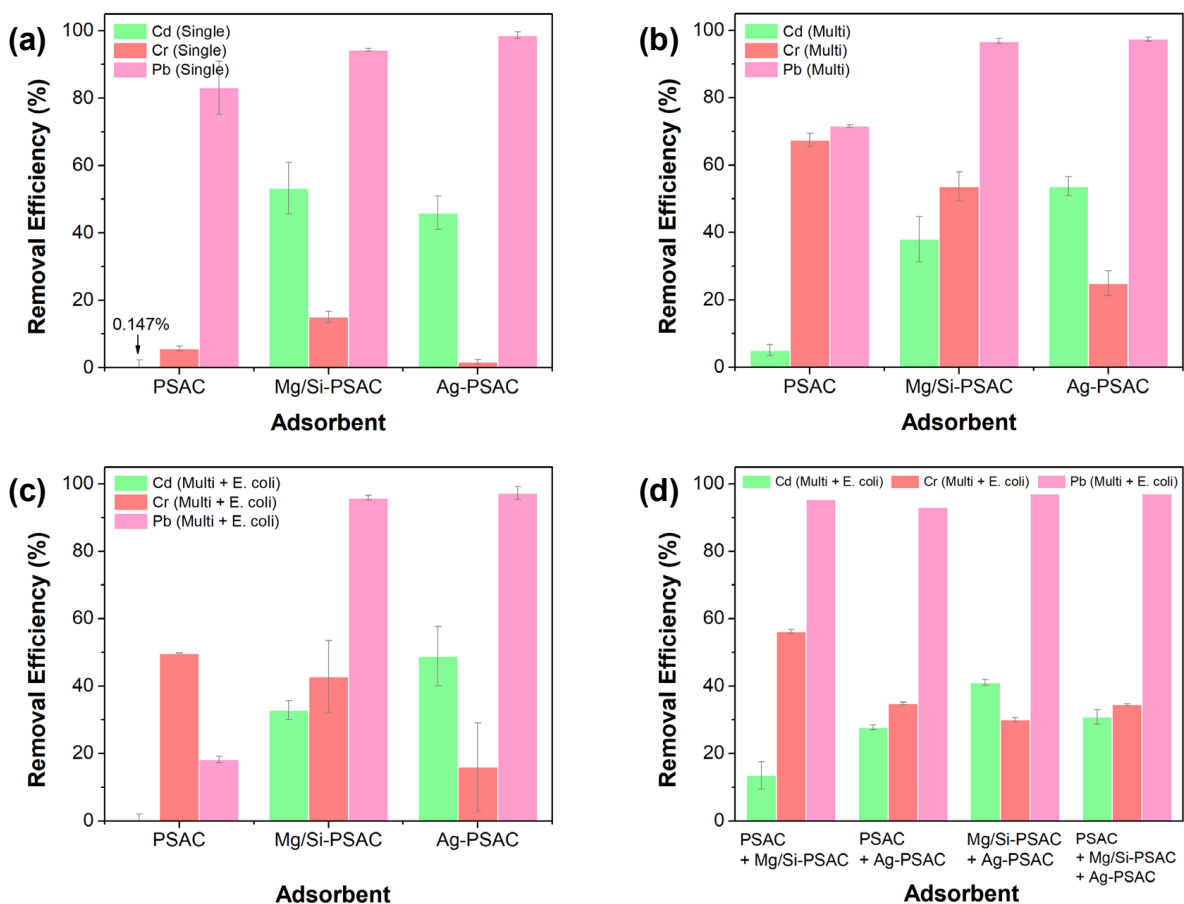 (a)
Cd (Single)
Cr (Single)
Pb (Single)
100
80
60
40
20
0
Removal Efficiency (%)
0.147%
PSAC
Mg/Si-PSAC
Ag-PSAC
Adsorbent
(b)
Cd (Multi)
Cr (Multi)
Pb (Multi)
100
80
60
40
20
0
Removal Efficiency (%)
PSAC
Mg/Si-PSAC
Ag-PSAC
Adsorbent
(c)
Cd (Multi + E. coli)
Cr (Multi + E. coli)
Pb (Multi + E. coli)
100
80
60
40
20
0
Removal Efficiency (%)
PSAC
Mg/Si-PSAC
Ag-PSAC
Adsorbent
(d)
Cd (Multi + E. coli)
Cr (Multi + E. coli)
Pb (Multi + E. coli)
100
80
60
40
20
0
Removal Efficiency (%)
PSAC
+ Mg/Si-PSAC
PSAC
+ Ag-PSAC
Mg/Si-PSAC
+ Ag-PSAC
PSAC
+ Mg/Si-PSAC
+ Ag-PSAC
Adsorbent